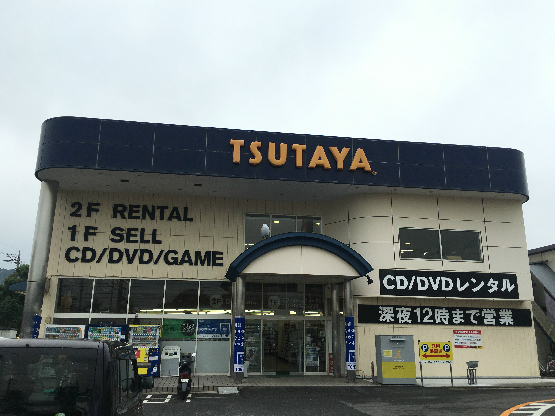 TSUTAYA
2F RENTAL
1F SELL
CD/DVD/GAME
CD/DVDレンタル
深夜12時まで営業